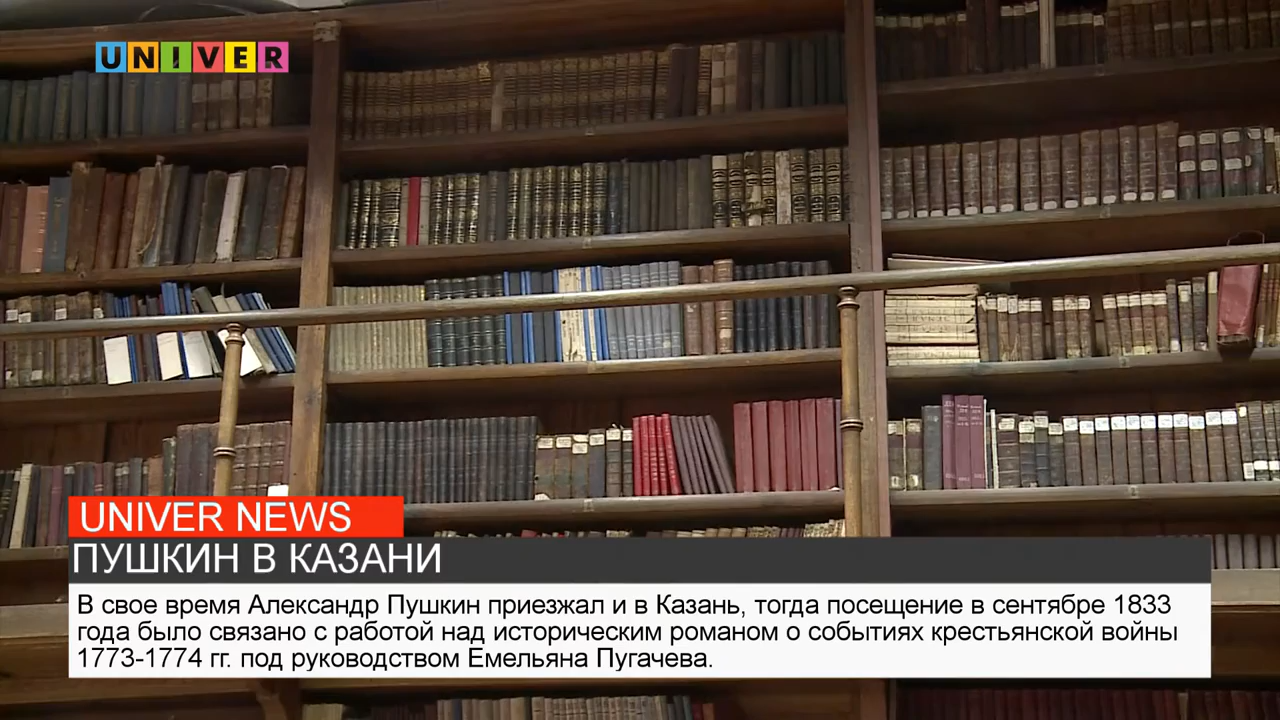 UNIVER
UNIVER NEWS
ПУШКИН В КАЗАНИ
В свое время Александр Пушкин приезжал и в Казань, тогда посещение в сентябре 1833
года было связано с работой над историческим романом о событиях крестьянской войны
1773-1774 гг. под руководством Емельяна Пугачева.